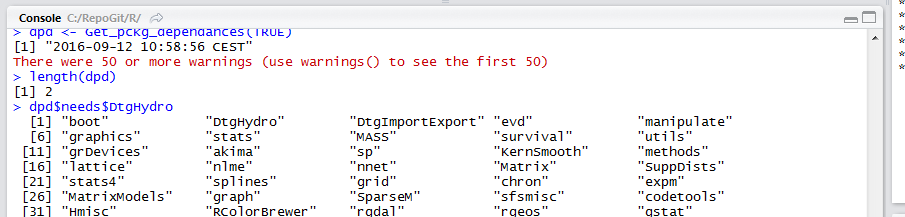 Console C:/RepoGit/R/
> dpd <- Get_pckg_dependances(TRUE)
[1] "2016-09-12 10:58:56 CEST"
There were 50 or more warnings (use warnings() to see the first 50)
> length(dpd)
[1] 2
> dpd$needs$DtgHydro
[1] "boot" "DtgHydro" "DtgImportExport" "evd" "manipulate"
[6] "graphics" "stats" "MASS" "survival" "utils"
[11] "grDevices" "akima" "sp" "KernSmooth" "methods"
[16] "lattice" "nlme" "nnet" "Matrix" "SuppDists"
[21] "stats4" "splines" "grid" "chron" "expm"
[26] "MatrixModels" "graph" "SparseM" "sfsmisc" "codetools"
[31] "Hmisc" "RColorBrewer" "rgdal" "rgeos" "gstat"